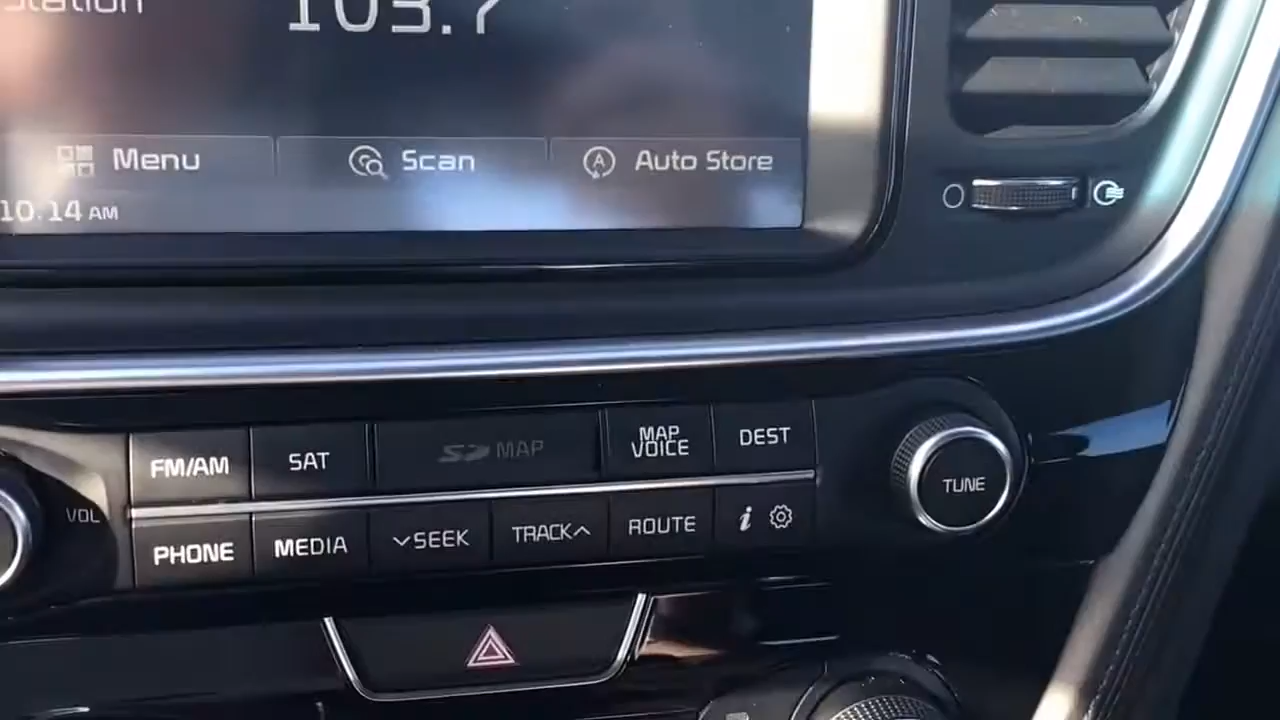 Station
103.7
Menu
Scan
Auto Store
10:14 AM
FM/AM
SAT
SD MAP
MAP
VOICE
DEST
VOL
PHONE
MEDIA
SEEK
TRACK
ROUTE
i
TUNE